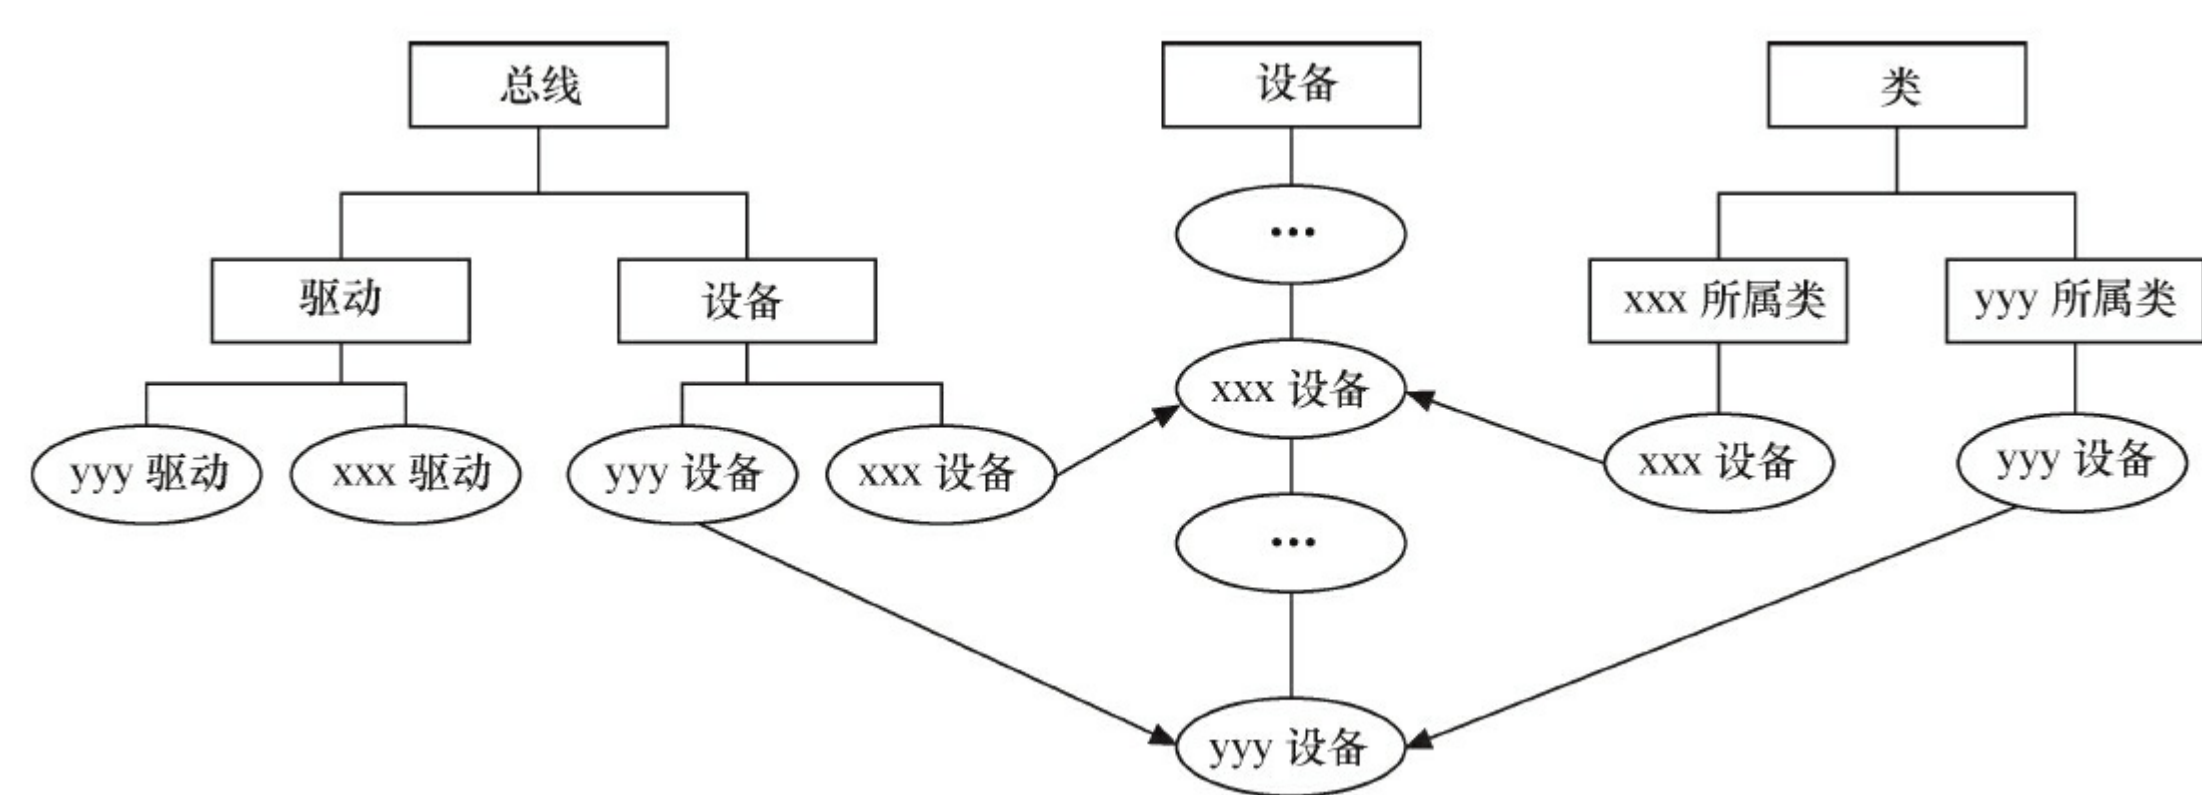 总线
设备
类
•••
驱动
设备
xxx 所属类
yyy 所属类
xxx 设备
yyy 驱动
xxx 驱动
yyy 设备
xxx 设备
xxx 设备
yyy 设备
•••
yyy 设备